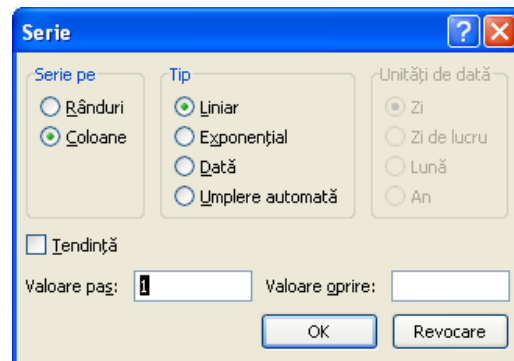 Serie
Serie pe
Tip
Unități de dată
Rânduri
Liniar
Zi
Coloane
Exponențial
Zi de lucru
Dată
Lună
Umplere automată
An
Tendință
Valoare pas: 1
Valoare oprire:
OK
Revocare